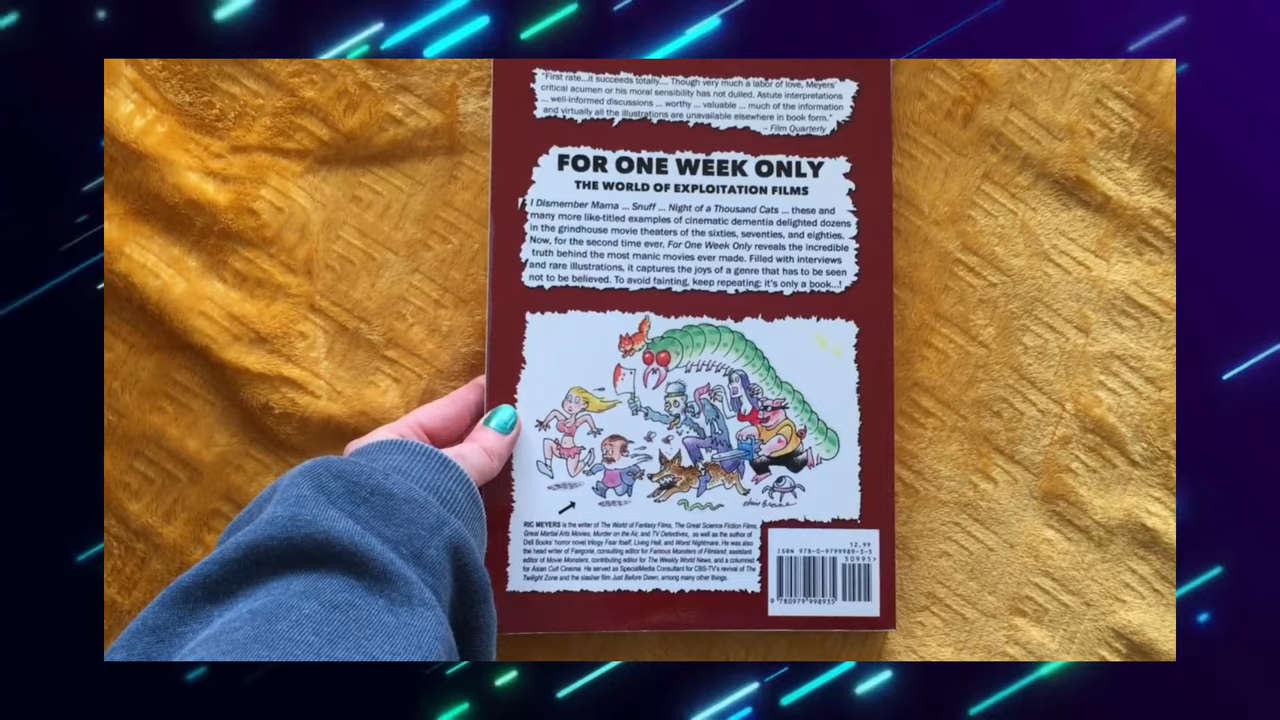 "First rate...it succeeds totally.... Though very much a labor of love, Meyers'
critical acumen or his moral sensibility has not dulled. Astute interpretations
... well-informed discussions ... worthy ... valuable ... much of the information
and virtually all the illustrations are unavailable elsewhere in book form."
– Film Quarterly
FOR ONE WEEK ONLY
THE WORLD OF EXPLOITATION FILMS
I Dismember Mama ... Snuff ... Night of a Thousand Cats ... these and
many more like-titled examples of cinematic dementia delighted dozens
in the grindhouse movie theaters of the sixties, seventies, and eighties.
Now, for the second time ever, For One Week Only reveals the incredible
truth behind the most manic movies ever made. Filled with interviews
and rare illustrations, it captures the joys of a genre that has to be seen
not to be believed. To avoid fainting, keep repeating: it's only a book...!
chris browne
RIC MEYERS is the writer of The World of Fantasy Films, The Great Science Fiction Films,
Great Martial Arts Movies, Murder on the Air, and TV Detectives, as well as the author of
Dell Books' horror novel trilogy Fear Itself, Living Hell, and Worst Nightmare. He was also
the head writer of Fangoria, consulting editor for Famous Monsters of Filmland, assistant
editor of Movie Monsters, contributing editor for The Weekly World News, and a columnist
for Asian Cult Cinema. He served as Special Media Consultant for CBS-TV's revival of The
Twilight Zone and the slasher film Just Before Dawn, among many other things.
12.99
ISBN 978-0-9799989-3-5
50995>
9 780979 998935